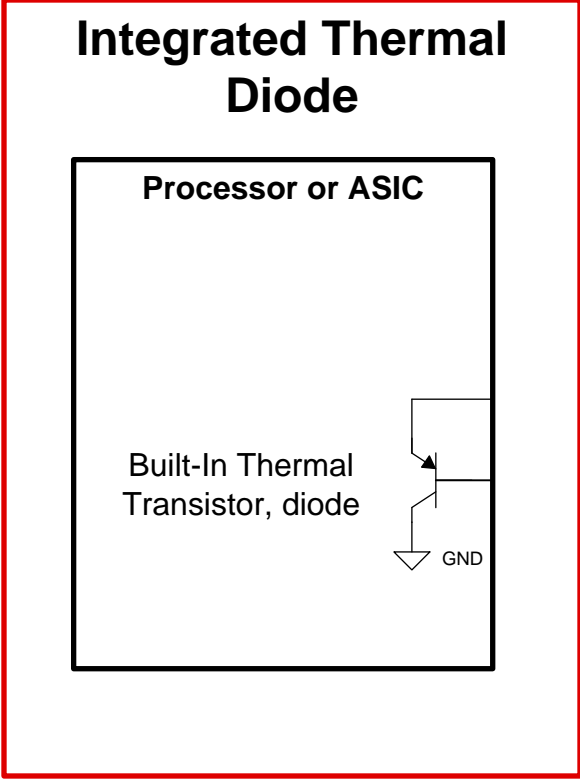 Integrated Thermal
Diode
Processor or ASIC
Built-In Thermal
Transistor, diode
GND